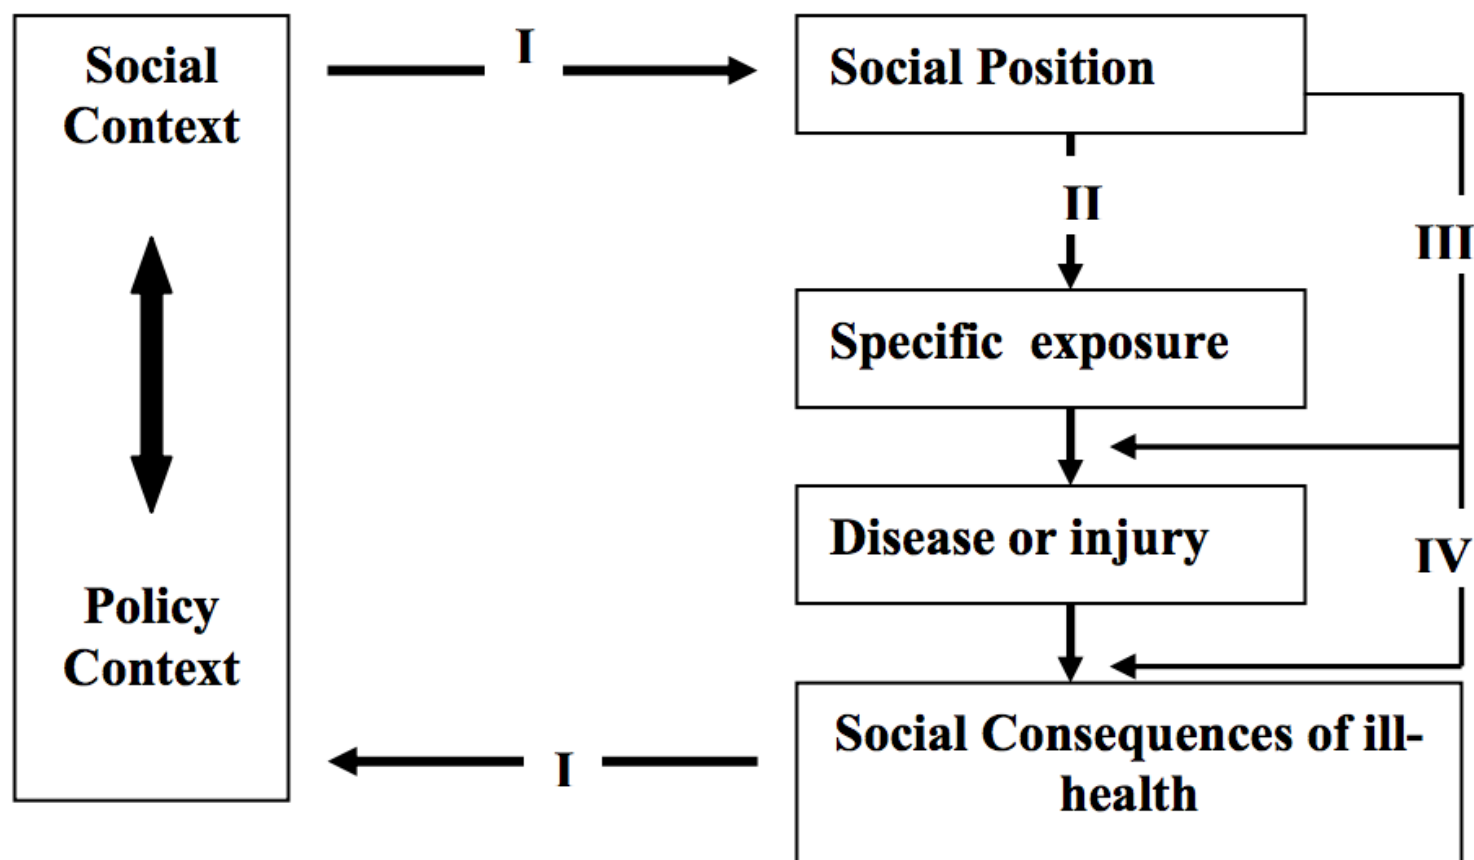 Social
Context
I
Social Position
II
III
Specific exposure
Disease or injury
IV
Policy
Context
I
Social Consequences of ill-
health